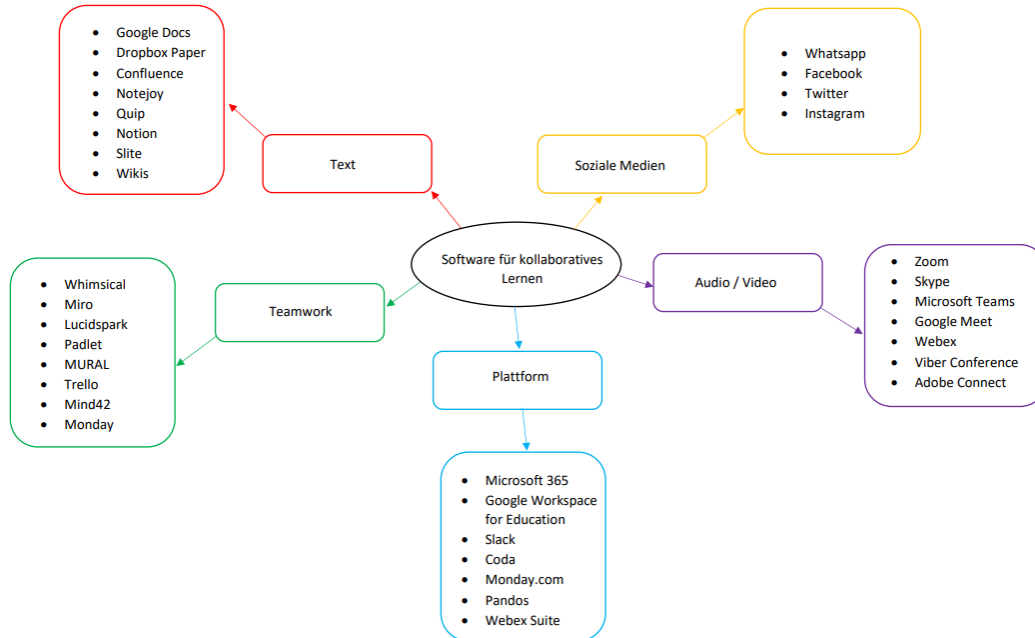 Google Docs
Dropbox Paper
Confluence
Notejoy
Quip
Notion
Slite
Wikis
Text
Whatsapp
Facebook
Twitter
Instagram
Soziale Medien
Software für kollaboratives
Lernen
Whimsical
Miro
Lucidspark
Padlet
MURAL
Trello
Mind42
Monday
Teamwork
Audio / Video
Zoom
Skype
Microsoft Teams
Google Meet
Webex
Viber Conference
Adobe Connect
Plattform
Microsoft 365
Google Workspace
for Education
Slack
Coda
Monday.com
Pandos
Webex Suite